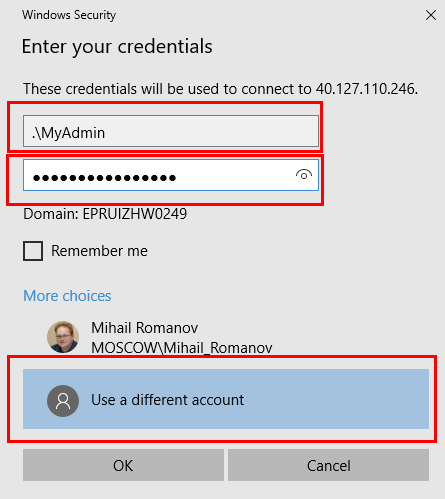 Windows Security
Enter your credentials
These credentials will be used to connect to 40.127.110.246.
.\MyAdmin
●●●●●●●●●●●●●●●●
Domain: EPRUIZHW0249
Remember me
More choices
Mihail Romanov
MOSCOW\Mihail_Romanov
Use a different account
OK
Cancel